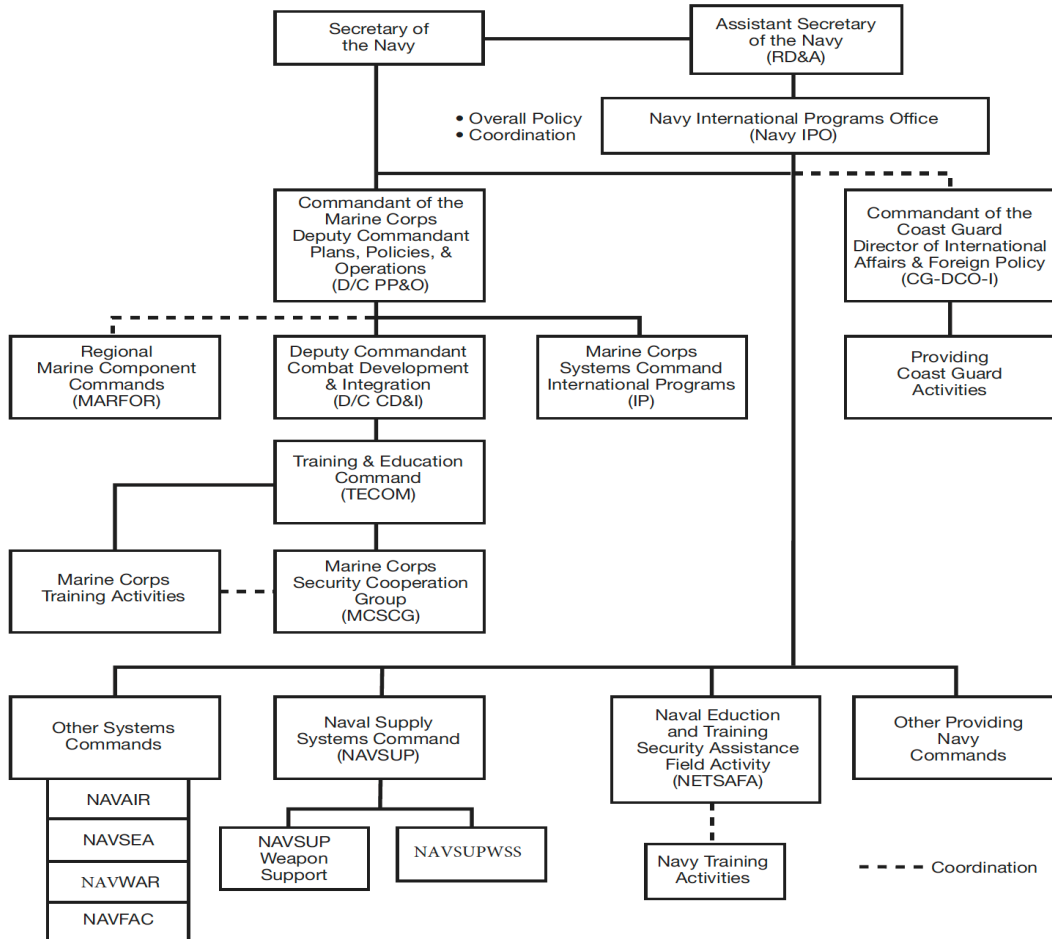 Secretary of
the Navy
Assistant Secretary
of the Navy
(RD&A)
• Overall Policy
• Coordination
Navy International Programs Office
(Navy IPO)
Commandant of the
Marine Corps
Deputy Commandant
Plans, Policies, &
Operations
(D/C PP&O)
Commandant of the
Coast Guard
Director of International
Affairs & Foreign Policy
(CG-DCO-I)
Regional
Marine Component
Commands
(MARFOR)
Deputy Commandant
Combat Development
& Integration
(D/C CD&I)
Marine Corps
Systems Command
International Programs
(IP)
Providing
Coast Guard
Activities
Training & Education
Command
(TECOM)
Marine Corps
Training Activities
Marine Corps
Security Cooperation
Group
(MCSCG)
Other Systems
Commands
Naval Supply
Systems Command
(NAVSUP)
Naval Eduction
and Training
Security Assistance
Field Activity
(NETSAFA)
Other Providing
Navy
Commands
NAVAIR
NAVSEA
NAVWAR
NAVFAC
NAVSUP
Weapon
Support
NAVSUPWSS
Navy Training
Activities
Coordination